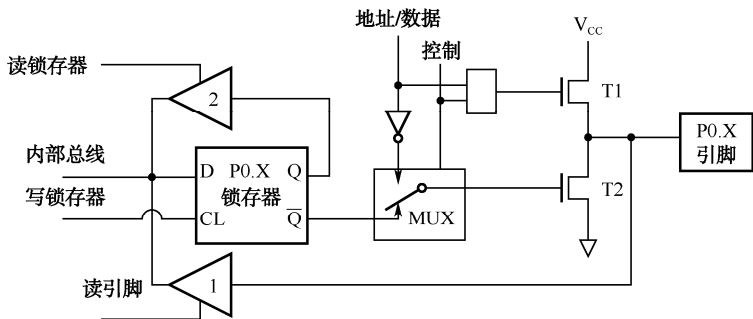 地址/数据
控制
VCC
读锁存器
2
T1
内部总线
D P0.X Q
锁存器
写锁存器
CL Q̅
MUX
T2
P0.X
引脚
读引脚
1